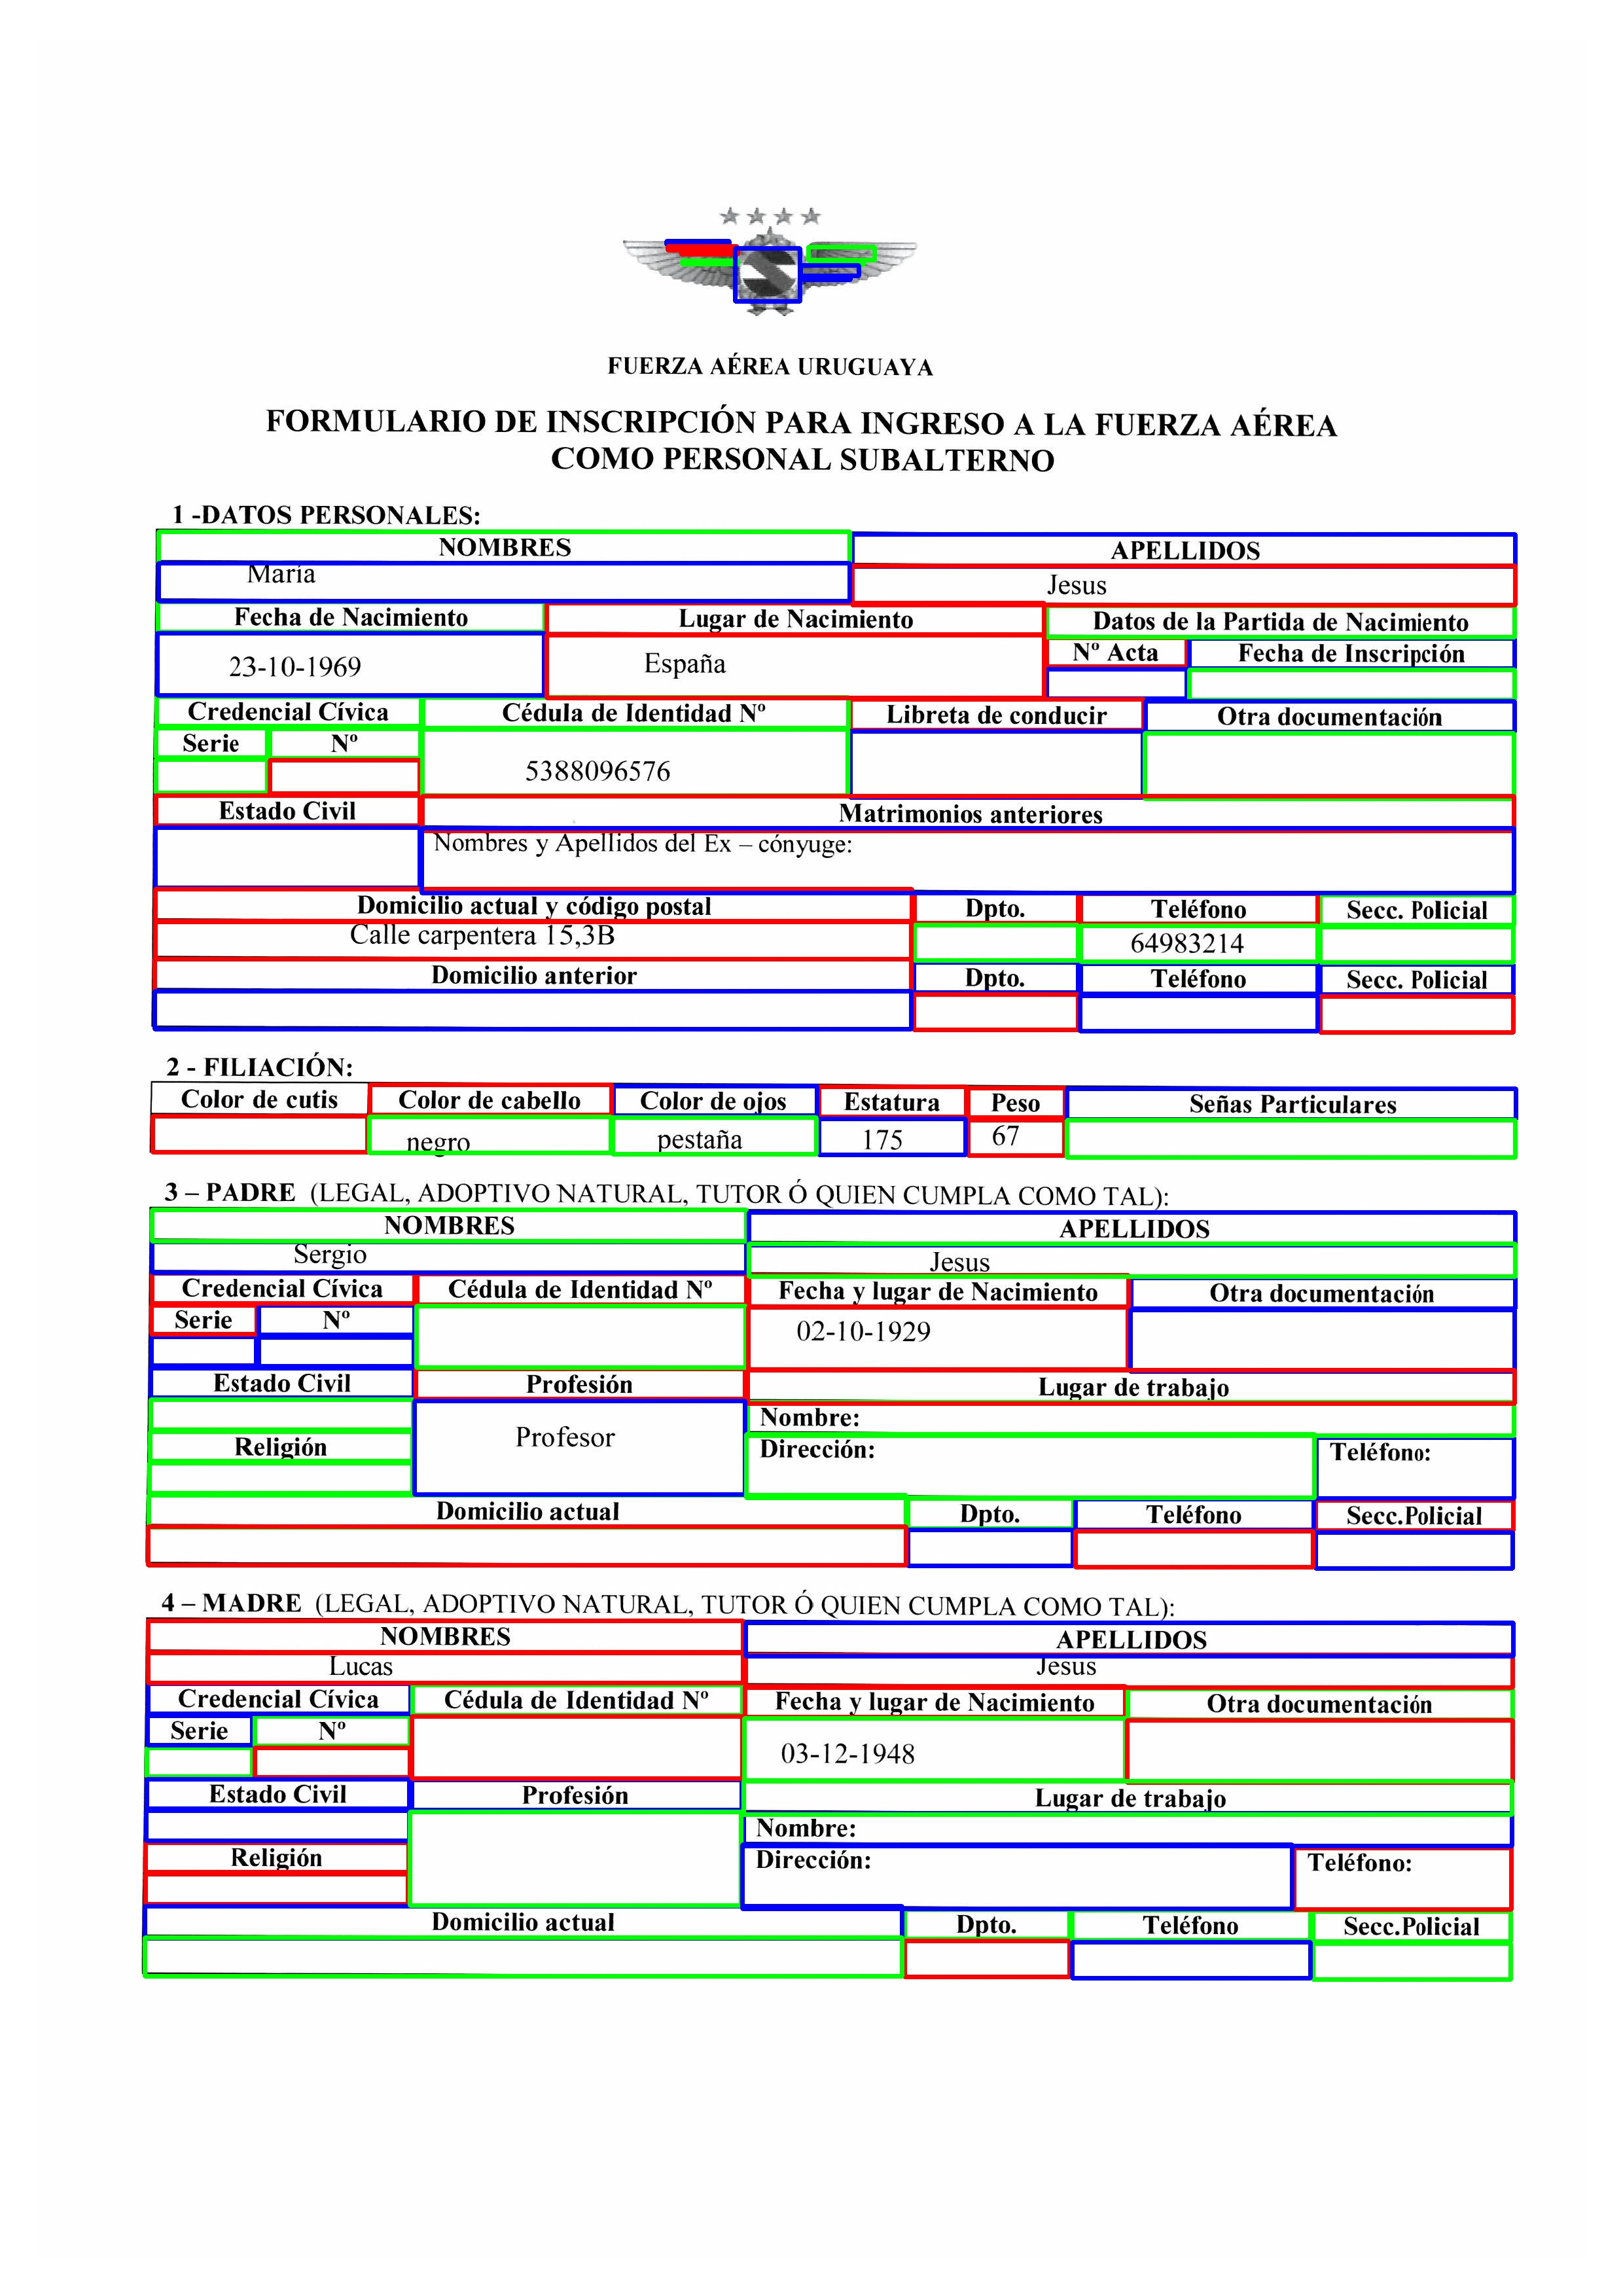 FUERZA AÉREA URUGUAYA
FORMULARIO DE INSCRIPCIÓN PARA INGRESO A LA FUERZA AÉREA
COMO PERSONAL SUBALTERNO
1 -DATOS PERSONALES:
NOMBRES APELLIDOS
María Jesus
Fecha de Nacimiento Lugar de Nacimiento Datos de la Partida de Nacimiento
Nº Acta Fecha de Inscripción
23-10-1969 España
Credencial Cívica Cédula de Identidad Nº Libreta de conducir Otra documentación
Serie Nº
5388096576
Estado Civil Matrimonios anteriores
Nombres y Apellidos del Ex – cónyuge:
Domicilio actual y código postal Dpto. Teléfono Secc. Policial
Calle carpentera 15,3B 64983214
Domicilio anterior Dpto. Teléfono Secc. Policial
2 - FILIACIÓN:
Color de cutis Color de cabello Color de ojos Estatura Peso Señas Particulares
negro pestaña 175 67
3 – PADRE (LEGAL, ADOPTIVO NATURAL, TUTOR Ó QUIEN CUMPLA COMO TAL):
NOMBRES APELLIDOS
Sergio Jesus
Credencial Cívica Cédula de Identidad Nº Fecha y lugar de Nacimiento Otra documentación
Serie Nº
02-10-1929
Estado Civil Profesión Lugar de trabajo
Profesor Nombre:
Religión Dirección: Teléfono:
Domicilio actual Dpto. Teléfono Secc.Policial
4 – MADRE (LEGAL, ADOPTIVO NATURAL, TUTOR Ó QUIEN CUMPLA COMO TAL):
NOMBRES APELLIDOS
Lucas Jesus
Credencial Cívica Cédula de Identidad Nº Fecha y lugar de Nacimiento Otra documentación
Serie Nº
03-12-1948
Estado Civil Profesión Lugar de trabajo
Nombre:
Religión Dirección: Teléfono:
Domicilio actual Dpto. Teléfono Secc.Policial